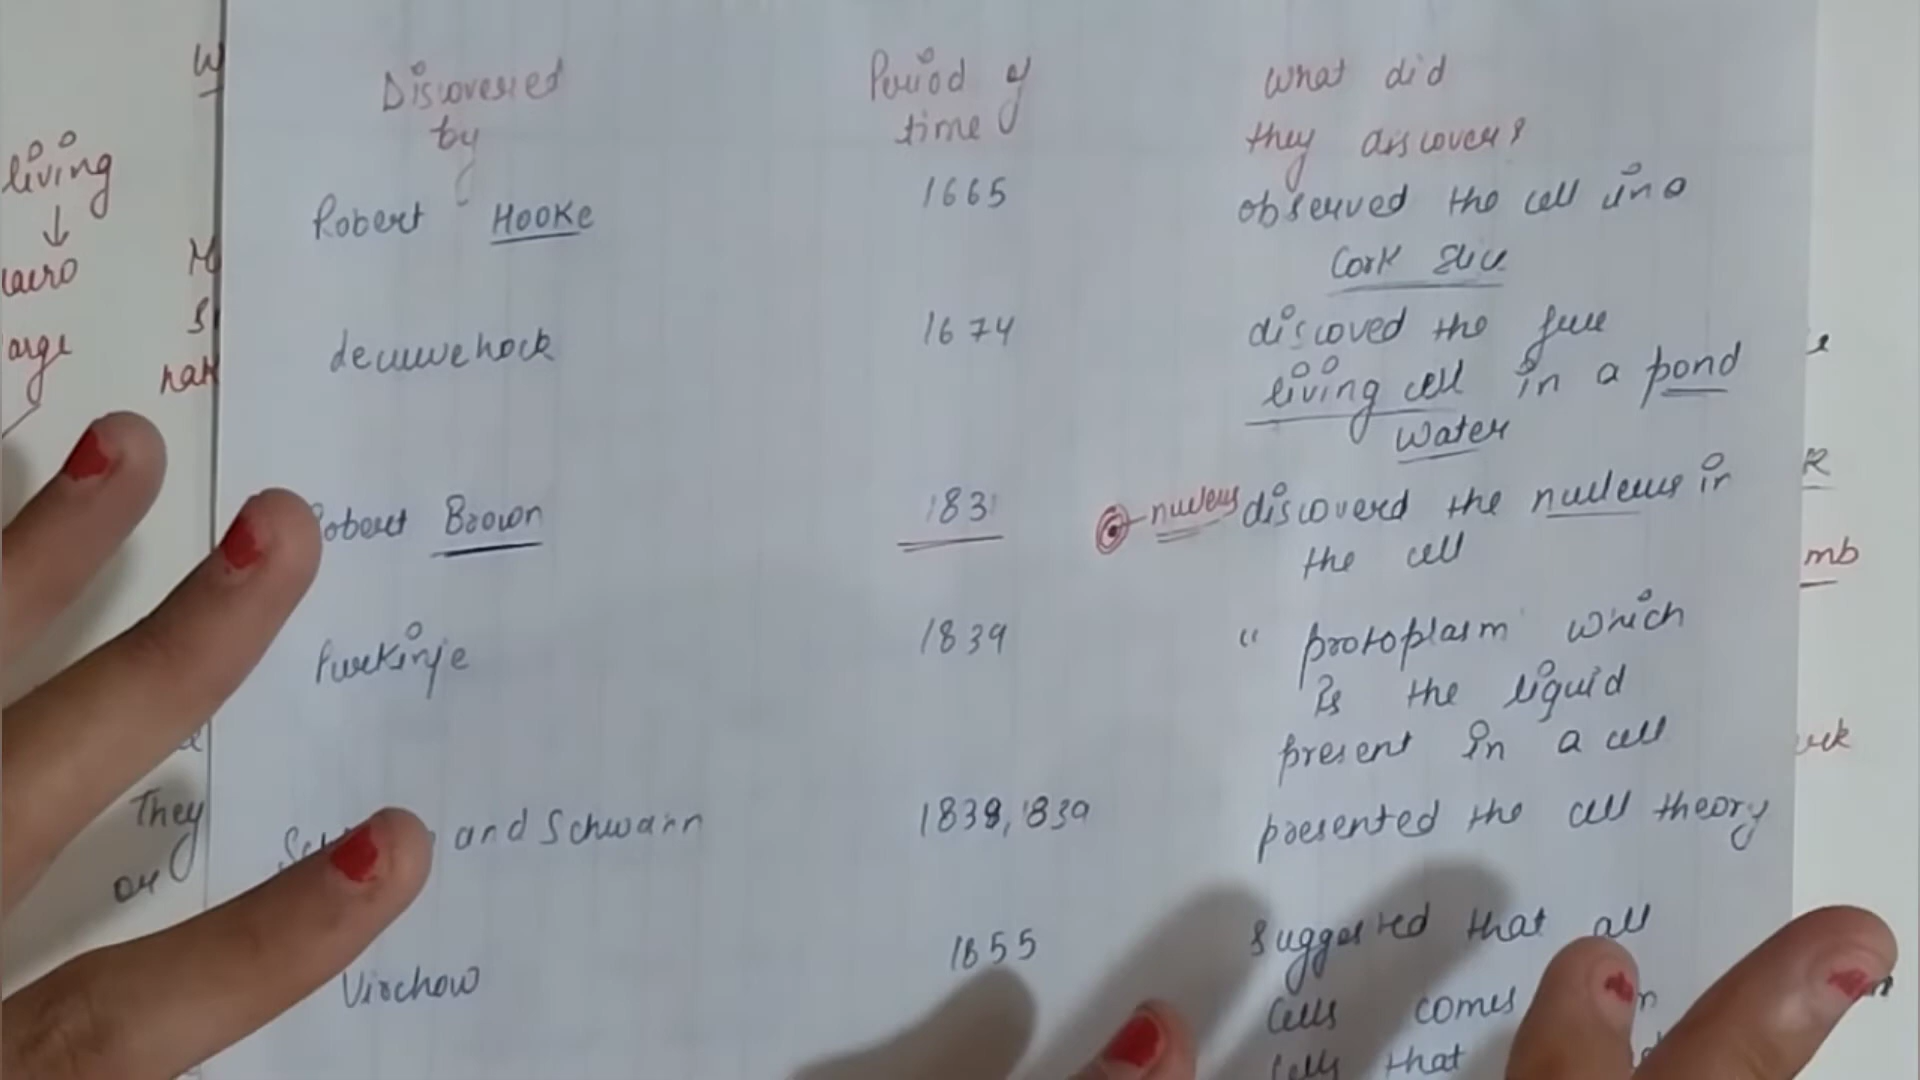 Discoveried by
Period of time
What did they discover?
Robert HOOKe
1665
observed the cell in a
Cork slice
1674
discoved the free
living cell in a pond
water
Robert Brown
1831
nucleus
discoverd the nucleus in
the cell
Purkinje
1839
" protoplasm which
is the liquid
present in a cell
and Schwann
1838, 1839
presented the cell theory
Virchow
1855
suggested that all
Cells comes
Cells that
living
arge
They
mb